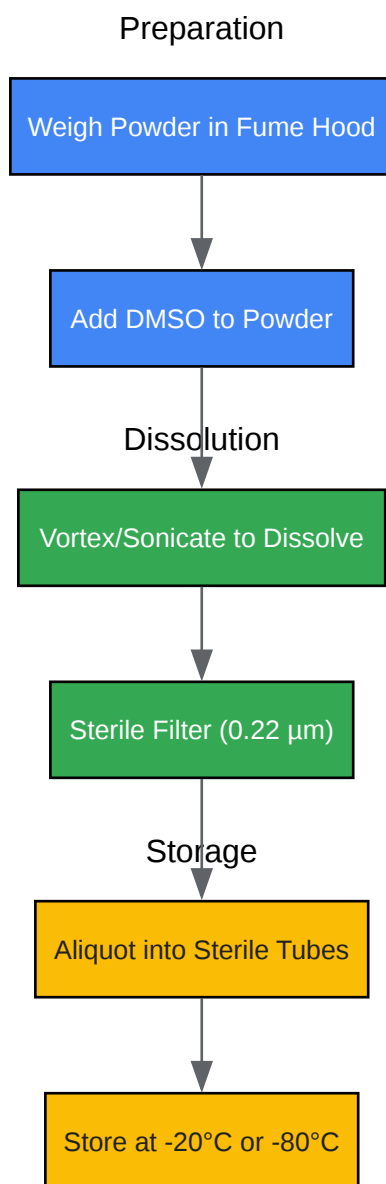 Preparation
Weigh Powder in Fume Hood
Add DMSO to Powder
Dissolution
Vortex/Sonicate to Dissolve
Sterile Filter (0.22 µm)
Storage
Aliquot into Sterile Tubes
Store at -20°C or -80°C